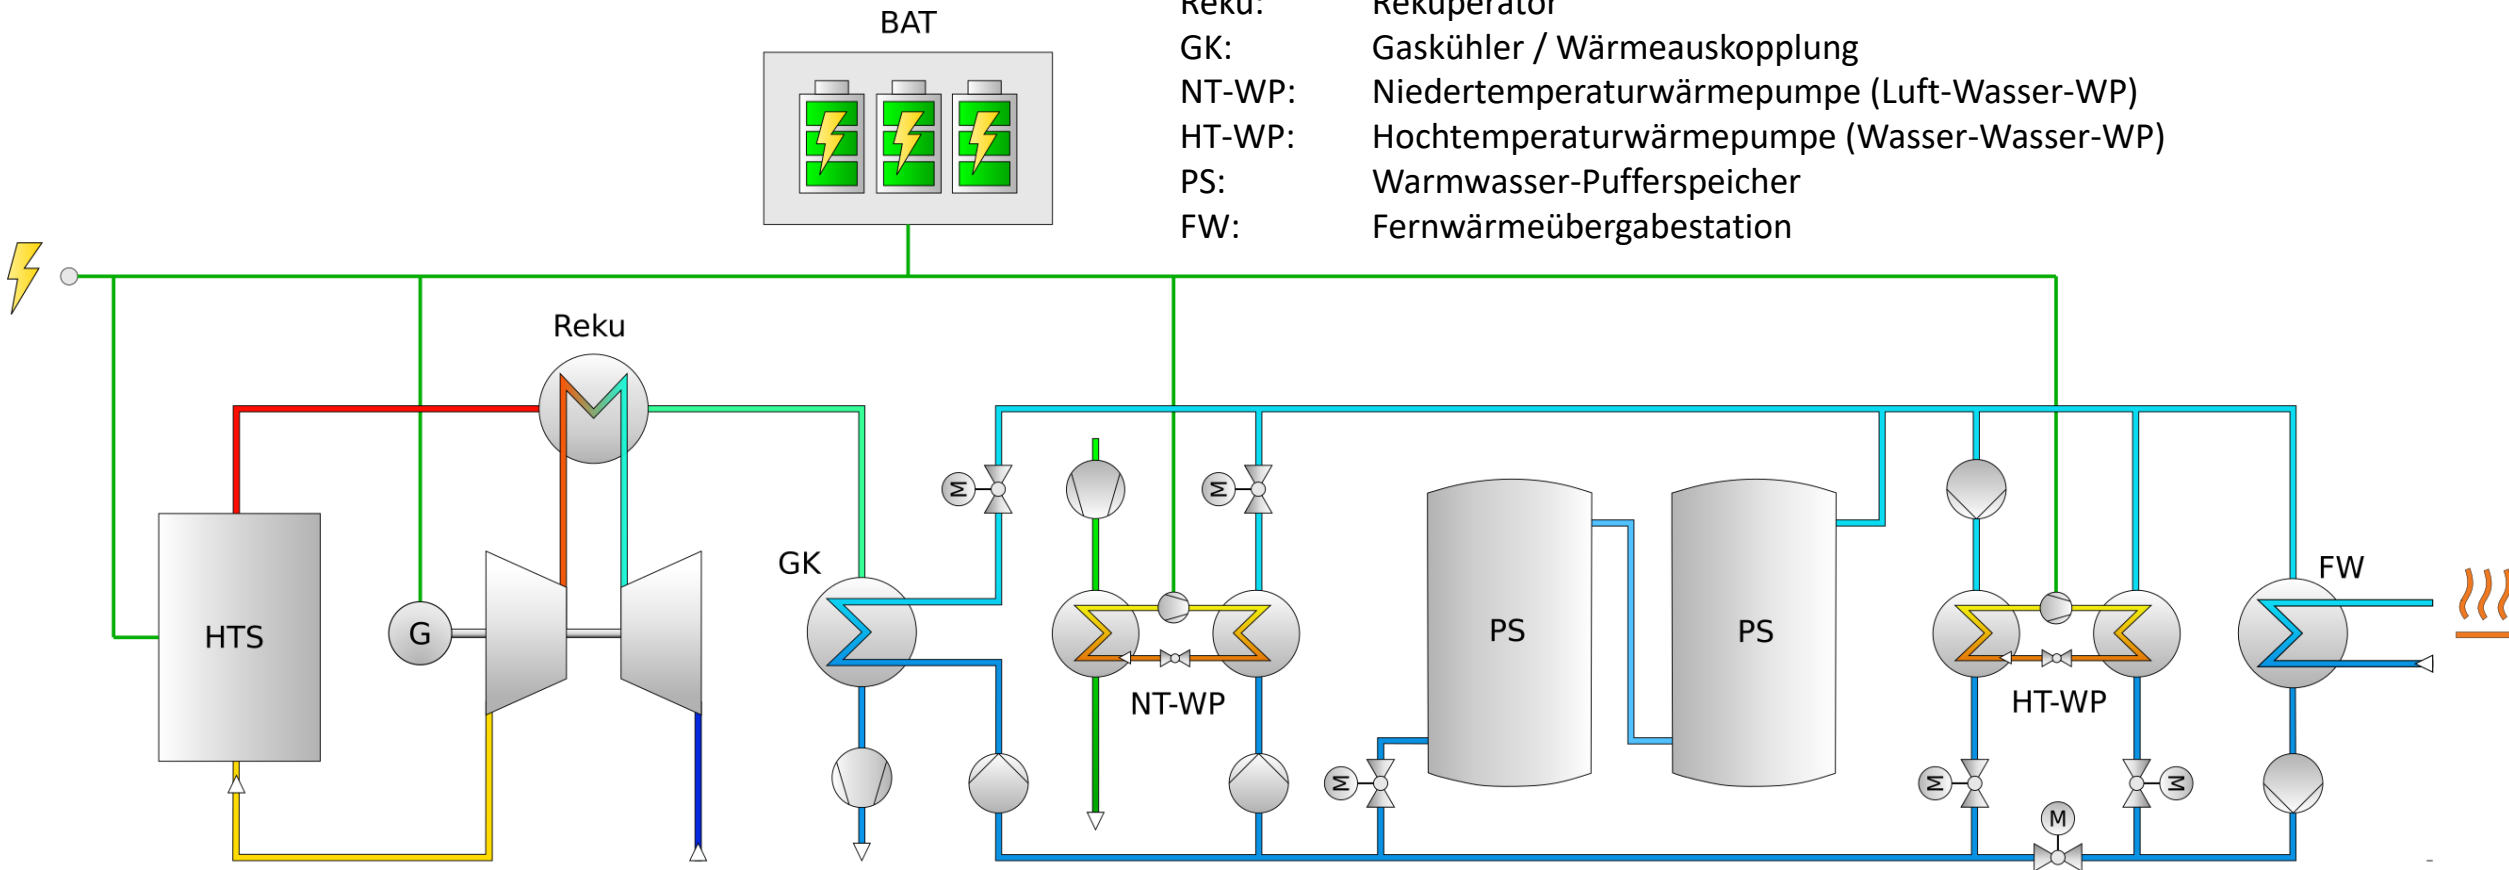 BAT
Reku: Rekuperator
GK: Gaskühler / Wärmeauskopplung
NT-WP: Niedertemperaturwärmepumpe (Luft-Wasser-WP)
HT-WP: Hochtemperaturwärmepumpe (Wasser-Wasser-WP)
PS: Warmwasser-Pufferspeicher
FW: Fernwärmeübergabestation
Reku
M
M
GK
FW
HTS
G
PS
PS
NT-WP
HT-WP
M
M
M
M